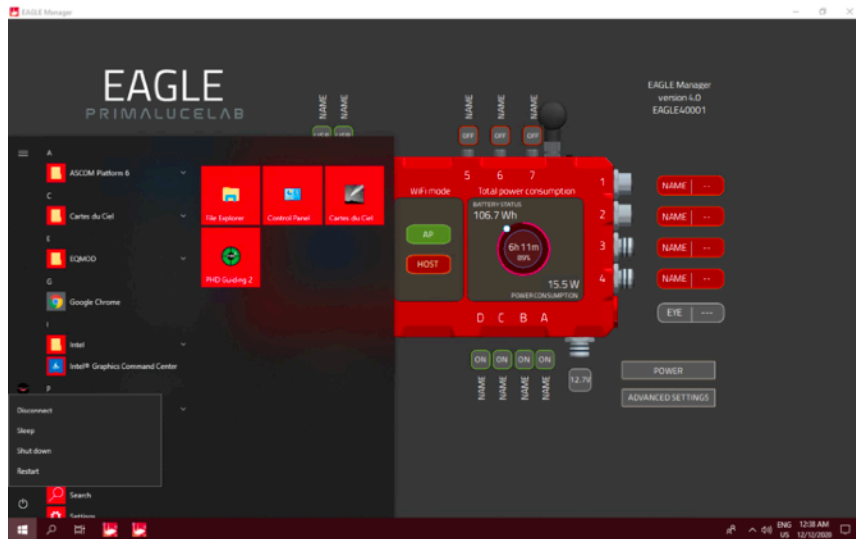 EAGLE Manager
EAGLE
PRIMALUCELAB
EAGLE Manager
version 4.0
EAGLE40001
NAME
NAME
NAME
NAME
NAME
USB
USB
OFF
OFF
OFF
5
6
7
WiFi mode
Total power consumption
BATTERY STATUS
106.7 Wh
AP
HOST
6h 11m
89%
15.5 W
POWER CONSUMPTION
1
2
3
4
NAME --
NAME --
NAME --
NAME --
EYE ---
D C B A
ON ON ON ON
NAME
NAME
NAME
NAME
12.7V
POWER
ADVANCED SETTINGS
A
ASCOM Platform 6
C
Cartes du Ciel
E
EQMOD
G
Google Chrome
I
Intel
Intel® Graphics Command Center
P
File Explorer
Control Panel
Cartes du Ciel
PHD Guiding 2
Disconnect
Sleep
Shut down
Restart
Search
Settings
ENG
US
12:38 AM
12/12/2020